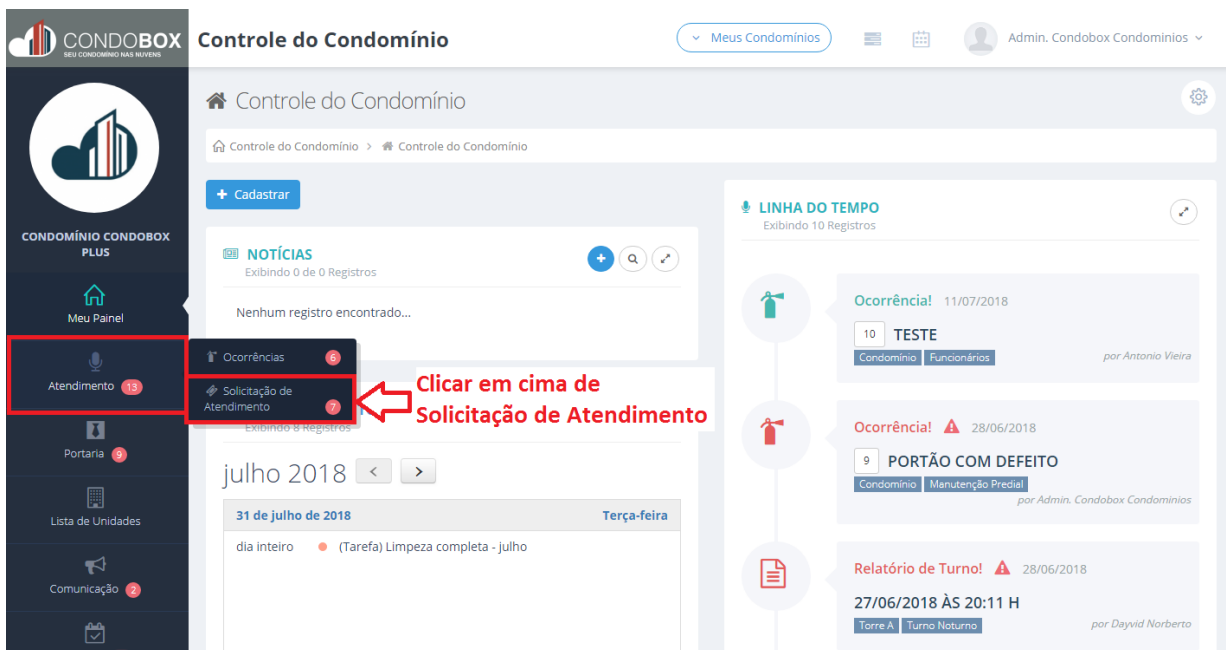 CONDOBOX
SEU CONDOMÍNIO NAS NUVENS
Controle do Condomínio
Meus Condomínios
Admin. Condobox Condominios
Controle do Condomínio
Controle do Condomínio > Controle do Condomínio
+ Cadastrar
CONDOMÍNIO CONDOBOX
PLUS
Meu Painel
Atendimento 13
Portaria 9
Lista de Unidades
Comunicação 2
NOTÍCIAS
Exibindo 0 de 0 Registros
Nenhum registro encontrado...
Ocorrências 6
Solicitação de
Atendimento 7
Clicar em cima de
Solicitação de Atendimento
Exibindo 8 Registros
julho 2018 < >
31 de julho de 2018 Terça-feira
dia inteiro (Tarefa) Limpeza completa - julho
LINHA DO TEMPO
Exibindo 10 Registros
Ocorrência! 11/07/2018
10 TESTE
Condomínio Funcionários
por Antonio Vieira
Ocorrência! 28/06/2018
9 PORTÃO COM DEFEITO
Condomínio Manutenção Predial
por Admin. Condobox Condominios
Relatório de Turno! 28/06/2018
27/06/2018 ÀS 20:11 H
Torre A Turno Noturno
por Dayvid Norberto